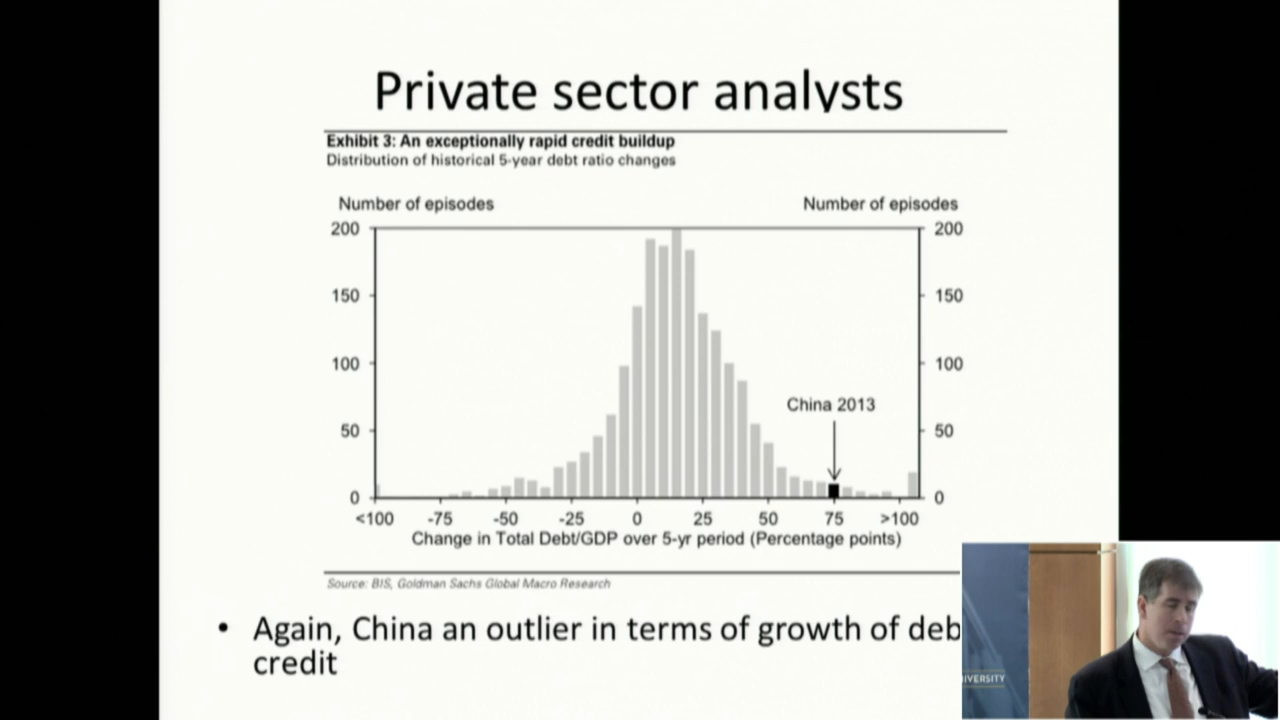 Private sector analysts
Exhibit 3: An exceptionally rapid credit buildup
Distribution of historical 5-year debt ratio changes
Number of episodes
Number of episodes
200
200
150
150
100
100
China 2013
50
50
0
0
<100 -75 -50 -25 0 25 50 75 >100
Change in Total Debt/GDP over 5-yr period (Percentage points)
Source: BIS, Goldman Sachs Global Macro Research
• Again, China an outlier in terms of growth of deb
credit
IVERSITY